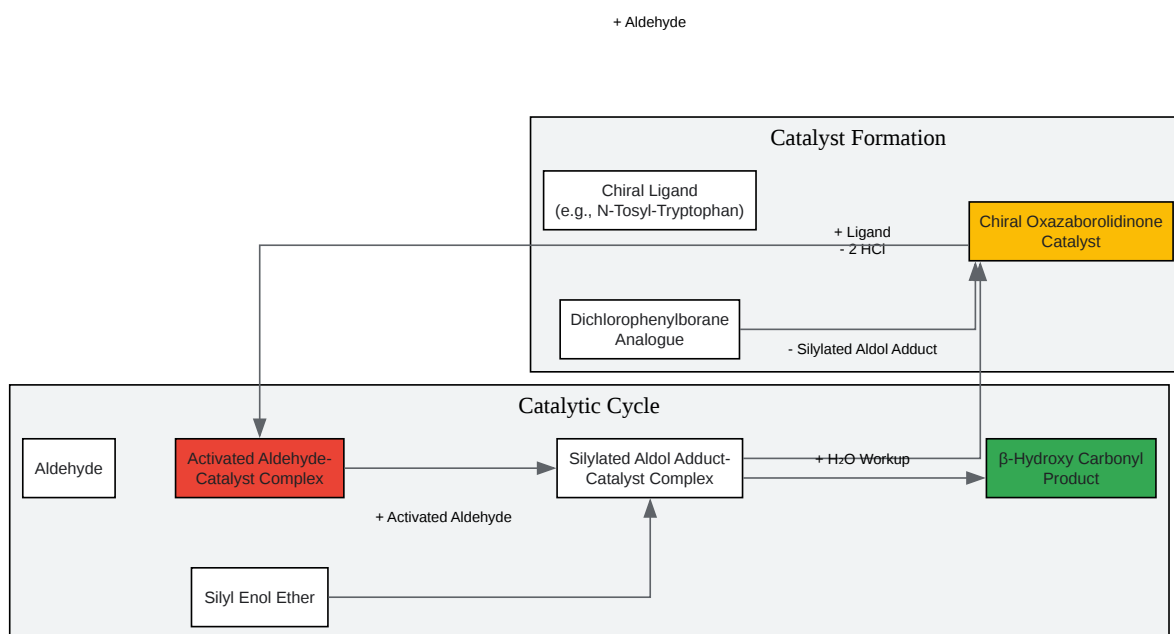 + Aldehyde
Catalyst Formation
Chiral Ligand
(e.g., N-Tosyl-Tryptophan)
Chiral Oxazaborolidinone
Catalyst
+ Ligand
- 2 HCl
Dichlorophenylborane
Analogue
- Silylated Aldol Adduct
Catalytic Cycle
Aldehyde
Activated Aldehyde-
Catalyst Complex
Silylated Aldol Adduct-
Catalyst Complex
+ H₂O Workup
β-Hydroxy Carbonyl
Product
+ Activated Aldehyde
Silyl Enol Ether